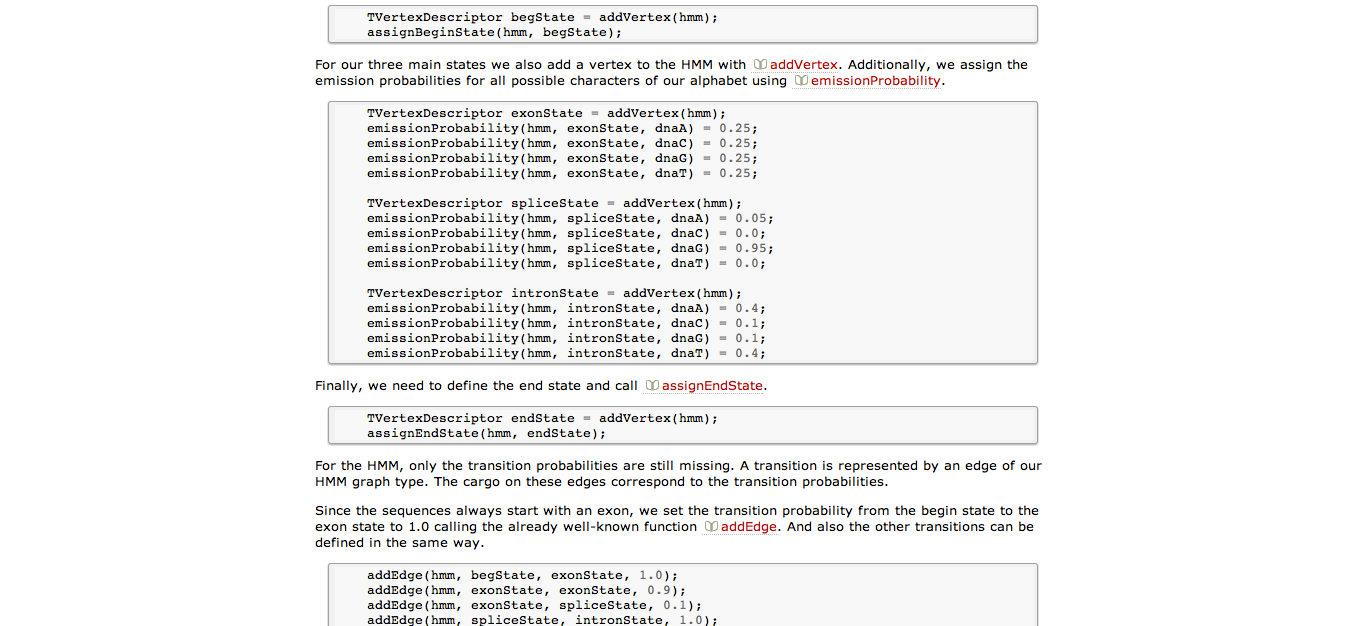 TVertexDescriptor begState = addVertex(hmm);
assignBeginState(hmm, begState);
For our three main states we also add a vertex to the HMM with addVertex. Additionally, we assign the
emission probabilities for all possible characters of our alphabet using emissionProbability.
TVertexDescriptor exonState = addVertex(hmm);
emissionProbability(hmm, exonState, dnaA) = 0.25;
emissionProbability(hmm, exonState, dnaC) = 0.25;
emissionProbability(hmm, exonState, dnaG) = 0.25;
emissionProbability(hmm, exonState, dnaT) = 0.25;
TVertexDescriptor spliceState = addVertex(hmm);
emissionProbability(hmm, spliceState, dnaA) = 0.05;
emissionProbability(hmm, spliceState, dnaC) = 0.0;
emissionProbability(hmm, spliceState, dnaG) = 0.95;
emissionProbability(hmm, spliceState, dnaT) = 0.0;
TVertexDescriptor intronState = addVertex(hmm);
emissionProbability(hmm, intronState, dnaA) = 0.4;
emissionProbability(hmm, intronState, dnaC) = 0.1;
emissionProbability(hmm, intronState, dnaG) = 0.1;
emissionProbability(hmm, intronState, dnaT) = 0.4;
Finally, we need to define the end state and call assignEndState.
TVertexDescriptor endState = addVertex(hmm);
assignEndState(hmm, endState);
For the HMM, only the transition probabilities are still missing. A transition is represented by an edge of our
HMM graph type. The cargo on these edges correspond to the transition probabilities.
Since the sequences always start with an exon, we set the transition probability from the begin state to the
exon state to 1.0 calling the already well-known function addEdge. And also the other transitions can be
defined in the same way.
addEdge(hmm, begState, exonState, 1.0);
addEdge(hmm, exonState, exonState, 0.9);
addEdge(hmm, exonState, spliceState, 0.1);
addEdge(hmm, spliceState, intronState, 1.0);